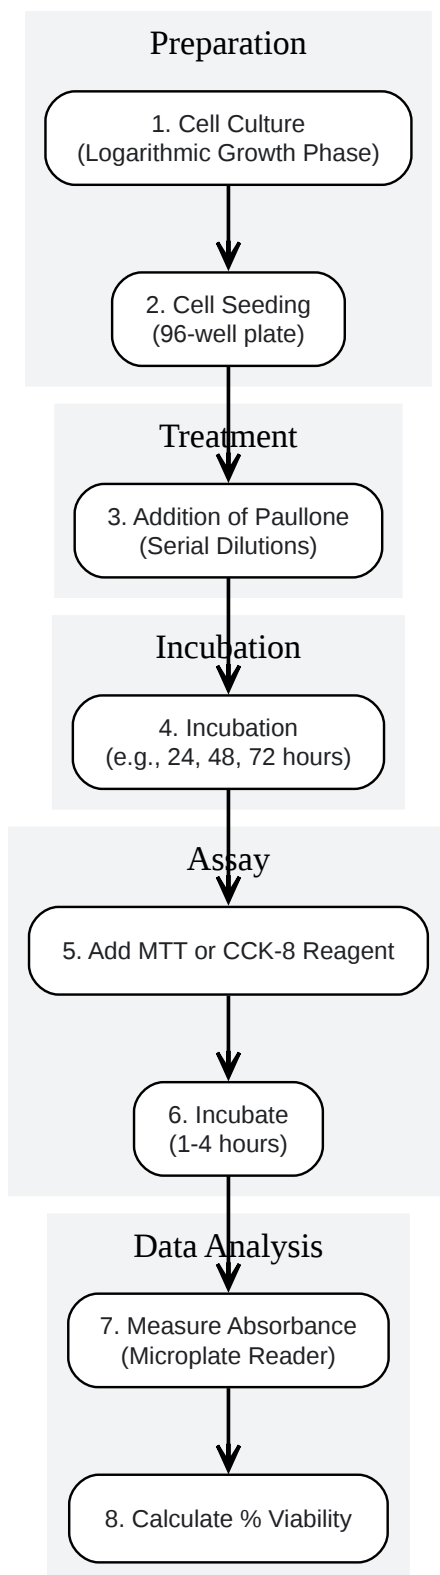 Preparation
1. Cell Culture
(Logarithmic Growth Phase)
2. Cell Seeding
(96-well plate)
Treatment
3. Addition of Paullone
(Serial Dilutions)
Incubation
4. Incubation
(e.g., 24, 48, 72 hours)
Assay
5. Add MTT or CCK-8 Reagent
6. Incubate
(1-4 hours)
Data Analysis
7. Measure Absorbance
(Microplate Reader)
8. Calculate % Viability